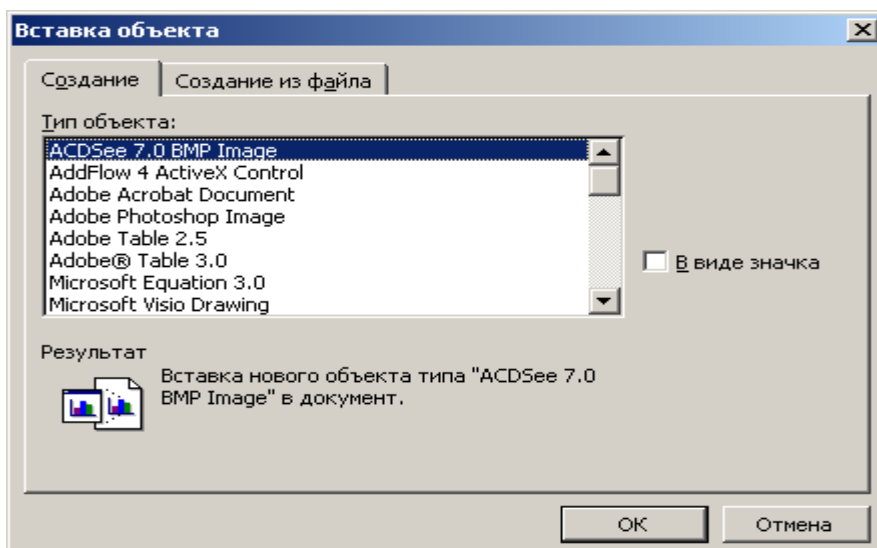 Вставка объекта
Создание
Создание из файла
Тип объекта:
ACDSee 7.0 BMP Image
AddFlow 4 ActiveX Control
Adobe Acrobat Document
Adobe Photoshop Image
Adobe Table 2.5
Adobe® Table 3.0
Microsoft Equation 3.0
Microsoft Visio Drawing
В виде значка
Результат
Вставка нового объекта типа "ACDSee 7.0
BMP Image" в документ.
ОК
Отмена